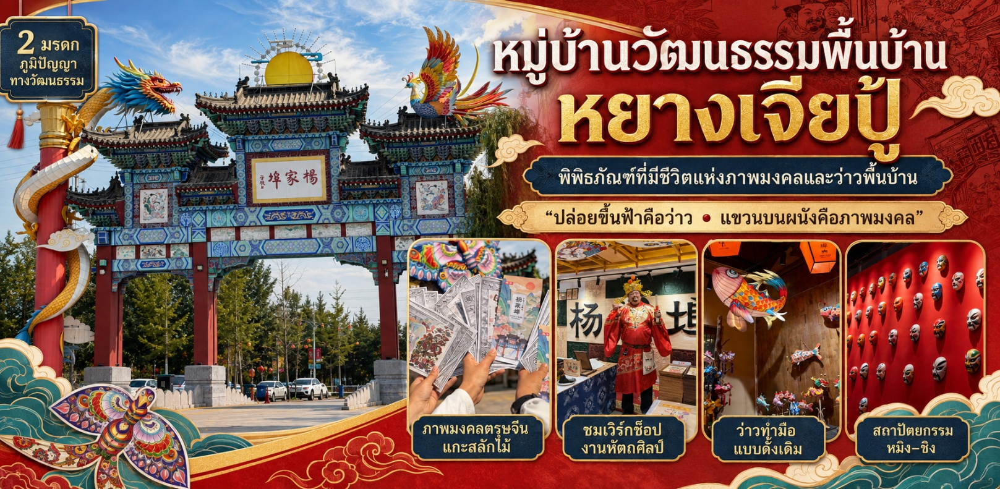 2 มรดก
ภูมิปัญญา
ทางวัฒนธรรม
หมู่บ้านวัฒนธรรมพื้นบ้าน
หยางเจียปู้
พิพิธภัณฑ์ที่มีชีวิตแห่งภาพมงคลและว่าวพื้นบ้าน
“ปล่อยขึ้นฟ้าคือว่าว • แขวนบนผนังคือภาพมงคล”
埠家楊
杨 埠
楊家埠
ภาพมงคลตรุษจีน
แกะสลักไม้
ชมเวิร์กช็อป
งานหัตถศิลป์
ว่าวทำมือ
แบบดั้งเดิม
สถาปัตยกรรม
หมิง–ชิง